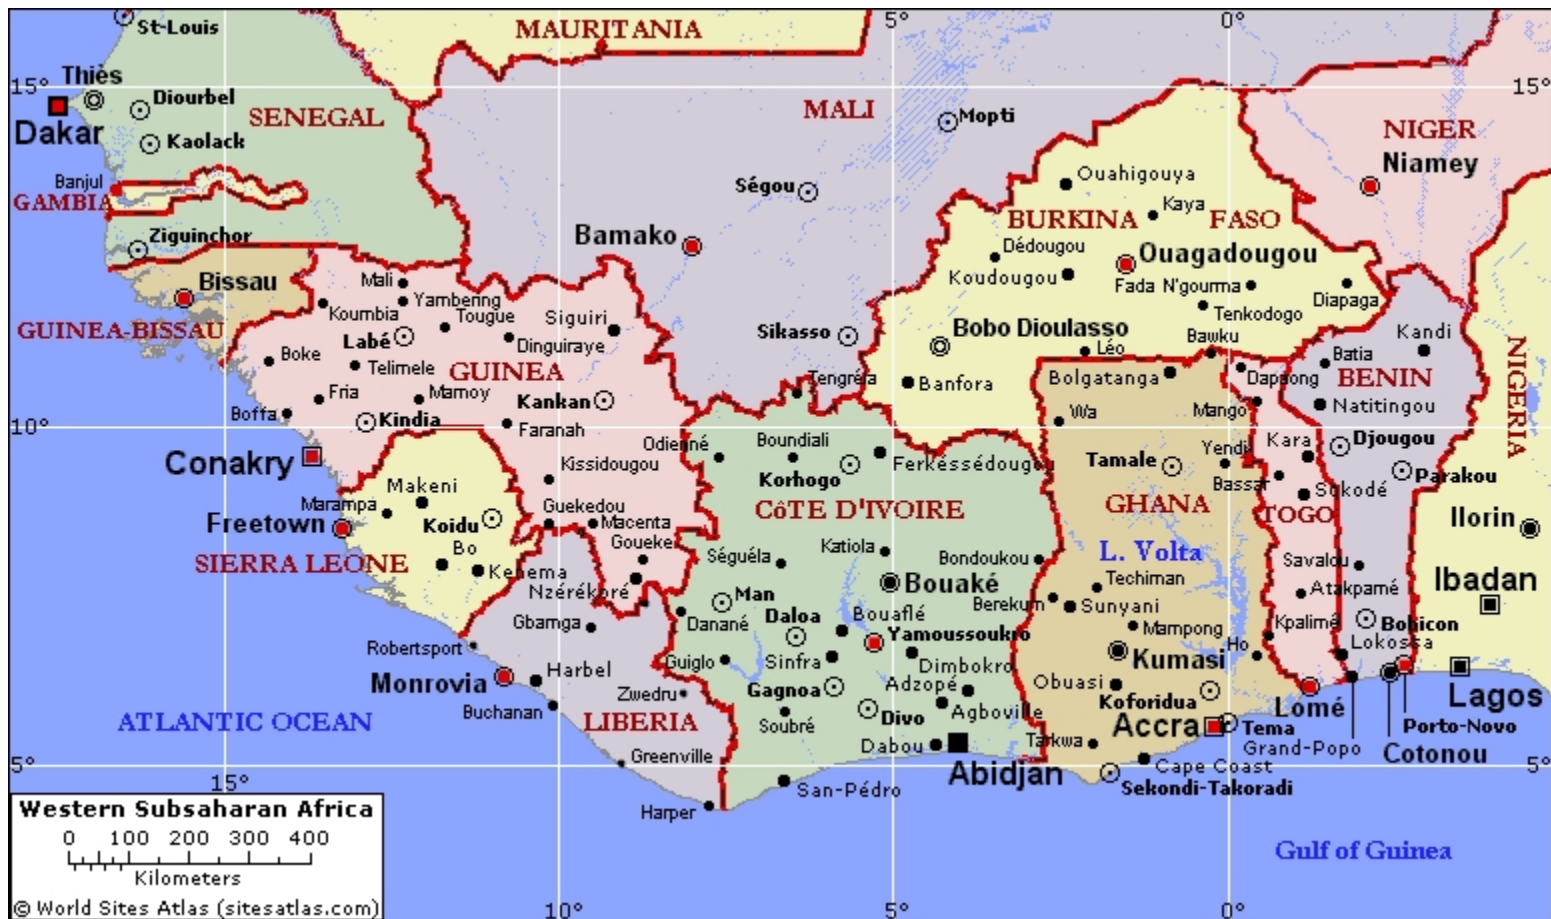 5°
0°
St-Louis
MAURITANIA
15°
Thiès
15°
Diourbel
Dakar
SENEGAL
MALI
Mopti
NIGER
Kaolack
Niamey
Banjul
GAMBIA
Ségou
Ouahigouya
Kaya
BURKINA FASO
Ziguinchor
Bamako
Dédougou
Ouagadougou
Bissau
Mali
Koudougou
Fada N'gourma
Diapaga
Yambering
Koumbia
Tougue
Siguiri
Tenkodogo
GUINEA-BISSAU
Labé
Dinguiraye
Sikasso
Bobo Dioulasso
Bawku
Kandi
Boke
Telimele
Léo
Batia
NIGERIA
GUINEA
Tengréla
Banfora
Bolgatanga
Dapaong
BENIN
Fria
Mamoy
Kankan
Mango
Natitingou
Boffa
Kindia
Faranah
Wa
Odienné
Boundiali
Yendi
Kara
Djougou
10°
10°
Conakry
Kissidougou
Korhogo
Ferkéssédougou
Tamale
Bassar
Parakou
Makeni
Sokodé
Marampa
Guekedou
CôTE D'IVOIRE
GHANA
TOGO
Freetown
Koidu
Macenta
Ilorin
SIERRA LEONE
Bo
Goueke
Séguéla
Katiola
Bondoukou
L. Volta
Savalou
Kenema
Bouaké
Techiman
Atakpamé
Ibadan
Nzérékoré
Man
Berekum
Sunyani
Gbamga
Danané
Daloa
Bouaflé
Mampong
Kpalimé
Bohicon
Robertsport
Yamoussoukro
Ho
Lokossa
Guiglo
Sinfra
Dimbokro
Kumasi
Monrovia
Harbel
Gagnoa
Adzopé
Obuasi
Koforidua
Zwedru
Lomé
Lagos
Buchanan
ATLANTIC OCEAN
LIBERIA
Soubré
Divo
Agboville
Accra
Tema
Porto-Novo
Dabou
Tarkwa
Grand-Popo
Cotonou
Greenville
5°
15°
Abidjan
Cape Coast
5°
San-Pédro
Sekondi-Takoradi
Harper
Western Subsaharan Africa
0 100 200 300 400
Kilometers
Gulf of Guinea
© World Sites Atlas (sitesatlas.com)
10°
5°
0°